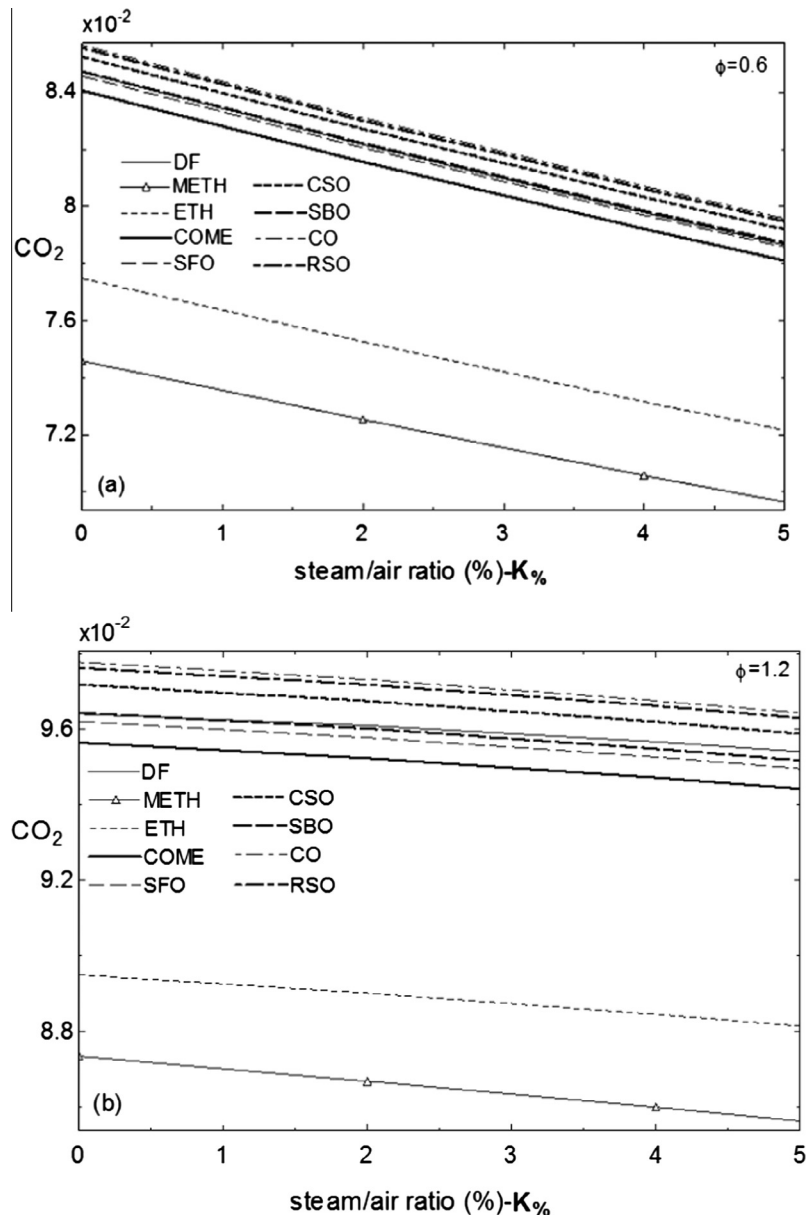 x10⁻²
ϕ=0.6
8.4
DF
METH CSO
8
ETH SBO
CO₂
COME CO
SFO RSO
7.6
7.2
(a)
0 1 2 3 4 5
steam/air ratio (%)-K%
x10⁻²
ϕ=1.2
9.6
DF
METH CSO
CO₂
ETH SBO
COME CO
9.2
SFO RSO
8.8
(b)
0 1 2 3 4 5
steam/air ratio (%)-K%